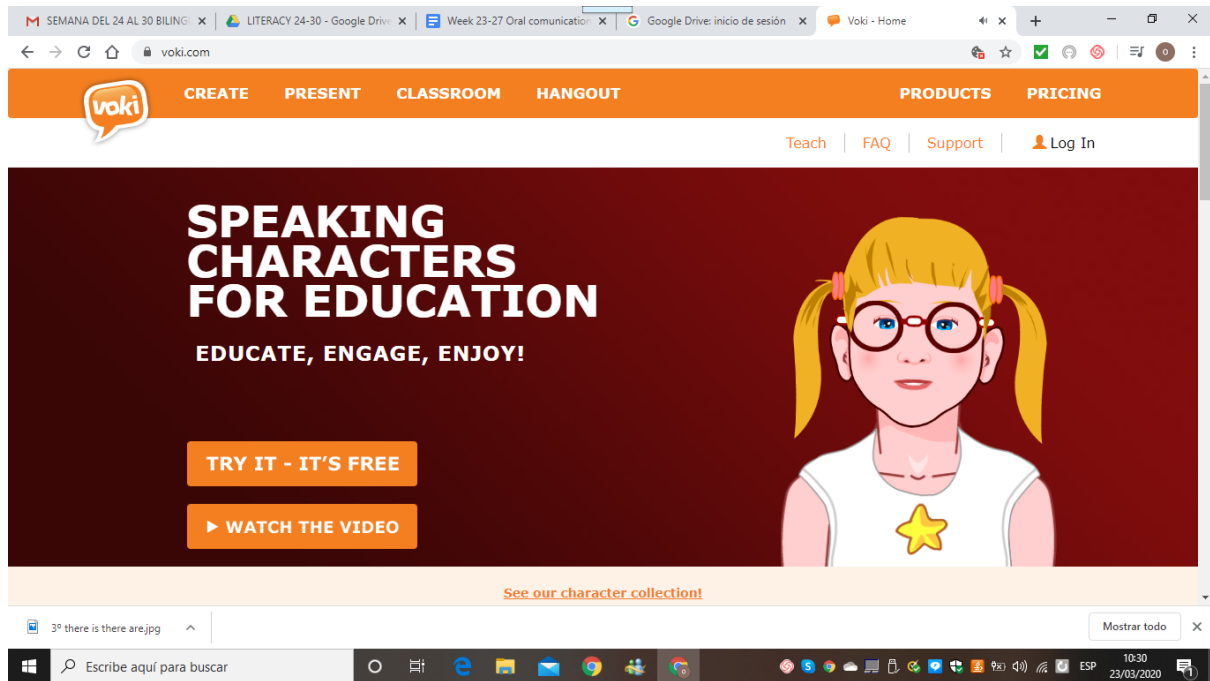 SEMANA DEL 24 AL 30 BILING
LITERACY 24-30 - Google Drive
Week 23-27 Oral comunication
Google Drive: inicio de sesión
Voki - Home
voki.com
voki
CREATE PRESENT CLASSROOM HANGOUT PRODUCTS PRICING
Teach FAQ Support Log In
SPEAKING
CHARACTERS
FOR EDUCATION
EDUCATE, ENGAGE, ENJOY!
TRY IT - IT'S FREE
WATCH THE VIDEO
See our character collection!
3º there is there are.jpg
Mostrar todo
Escribe aquí para buscar
ESP
10:30
23/03/2020